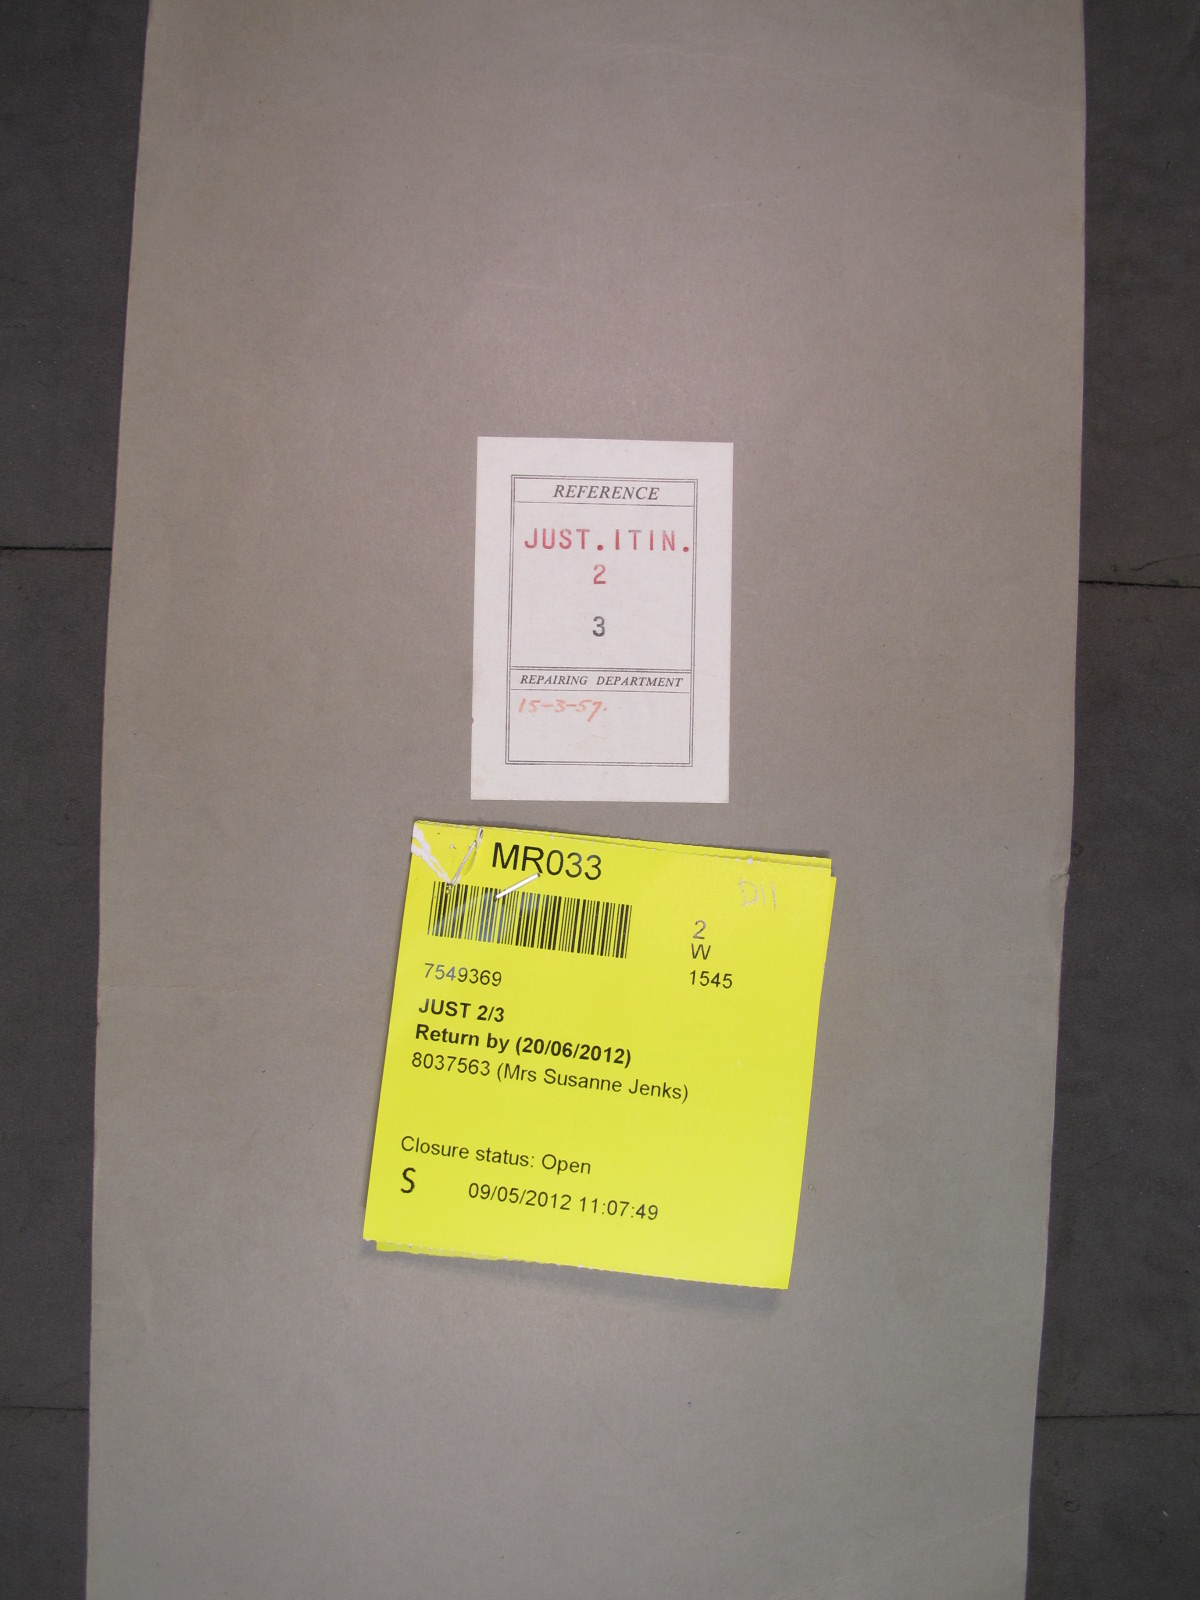 REFERENCE
JUST.ITIN.
2
3
REPAIRING DEPARTMENT
15-3-57.
MR033
D11
2
W
1545
7549369
JUST 2/3
Return by (20/06/2012)
8037563 (Mrs Susanne Jenks)
Closure status: Open
S 09/05/2012 11:07:49